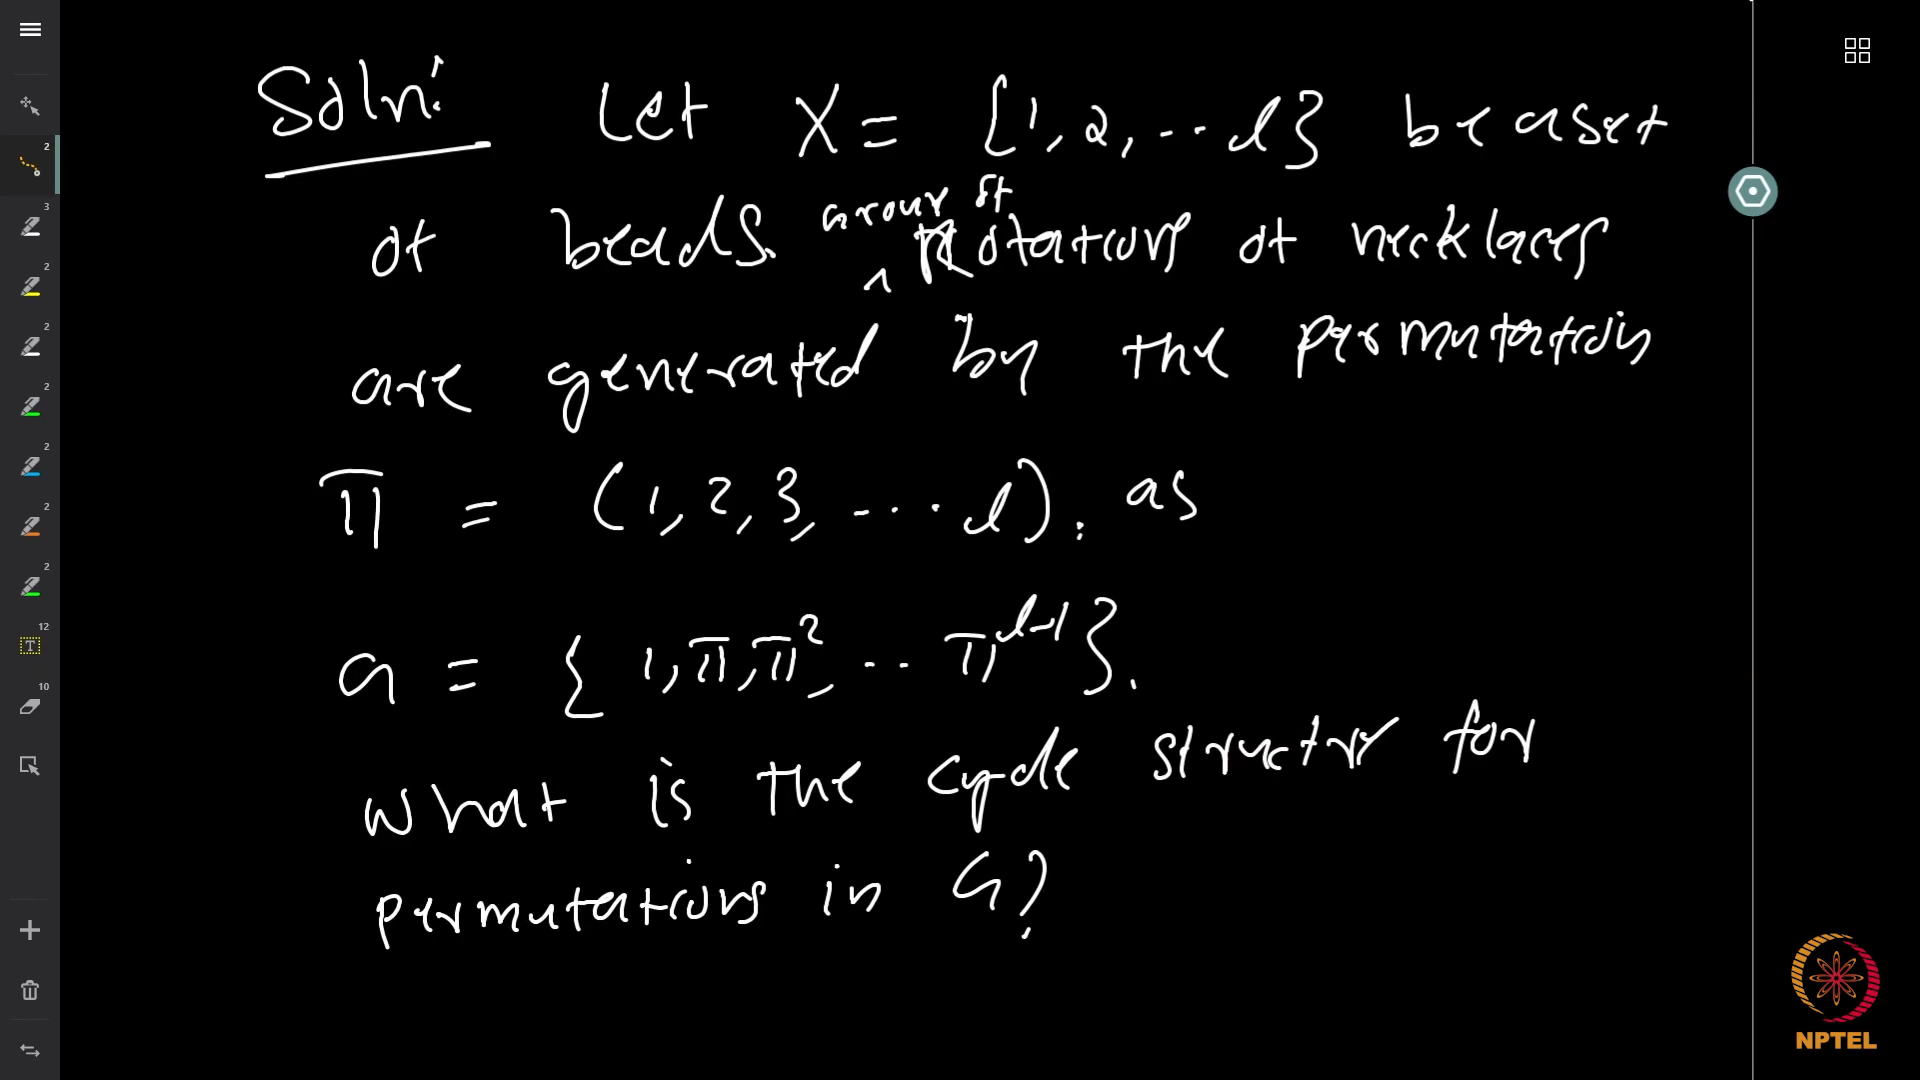 Soln: Let X = {1, 2, ... l} be a set
of beads. Group of Rotations of necklaces
are generated by the permutation
π = (1, 2, 3, ... l). as
G = { 1, π, π², .. π^{l-1} }.
What is the cycle structr for
permutations in G?
NPTEL